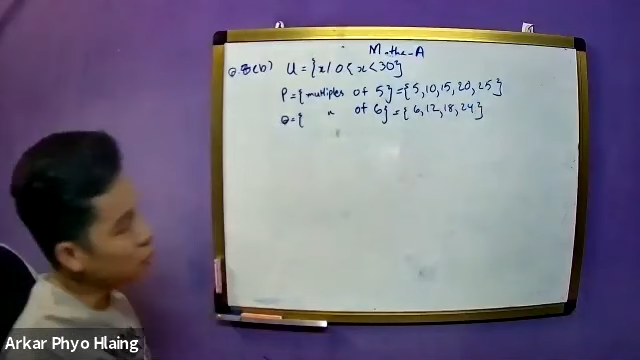 Maths-A
Q.8(b) U = {x/0<x<30}
P = {multiples of 5} = {5,10,15,20,25}
Q = { " of 6} = {6,12,18,24}
Arkar Phyo Hlaing